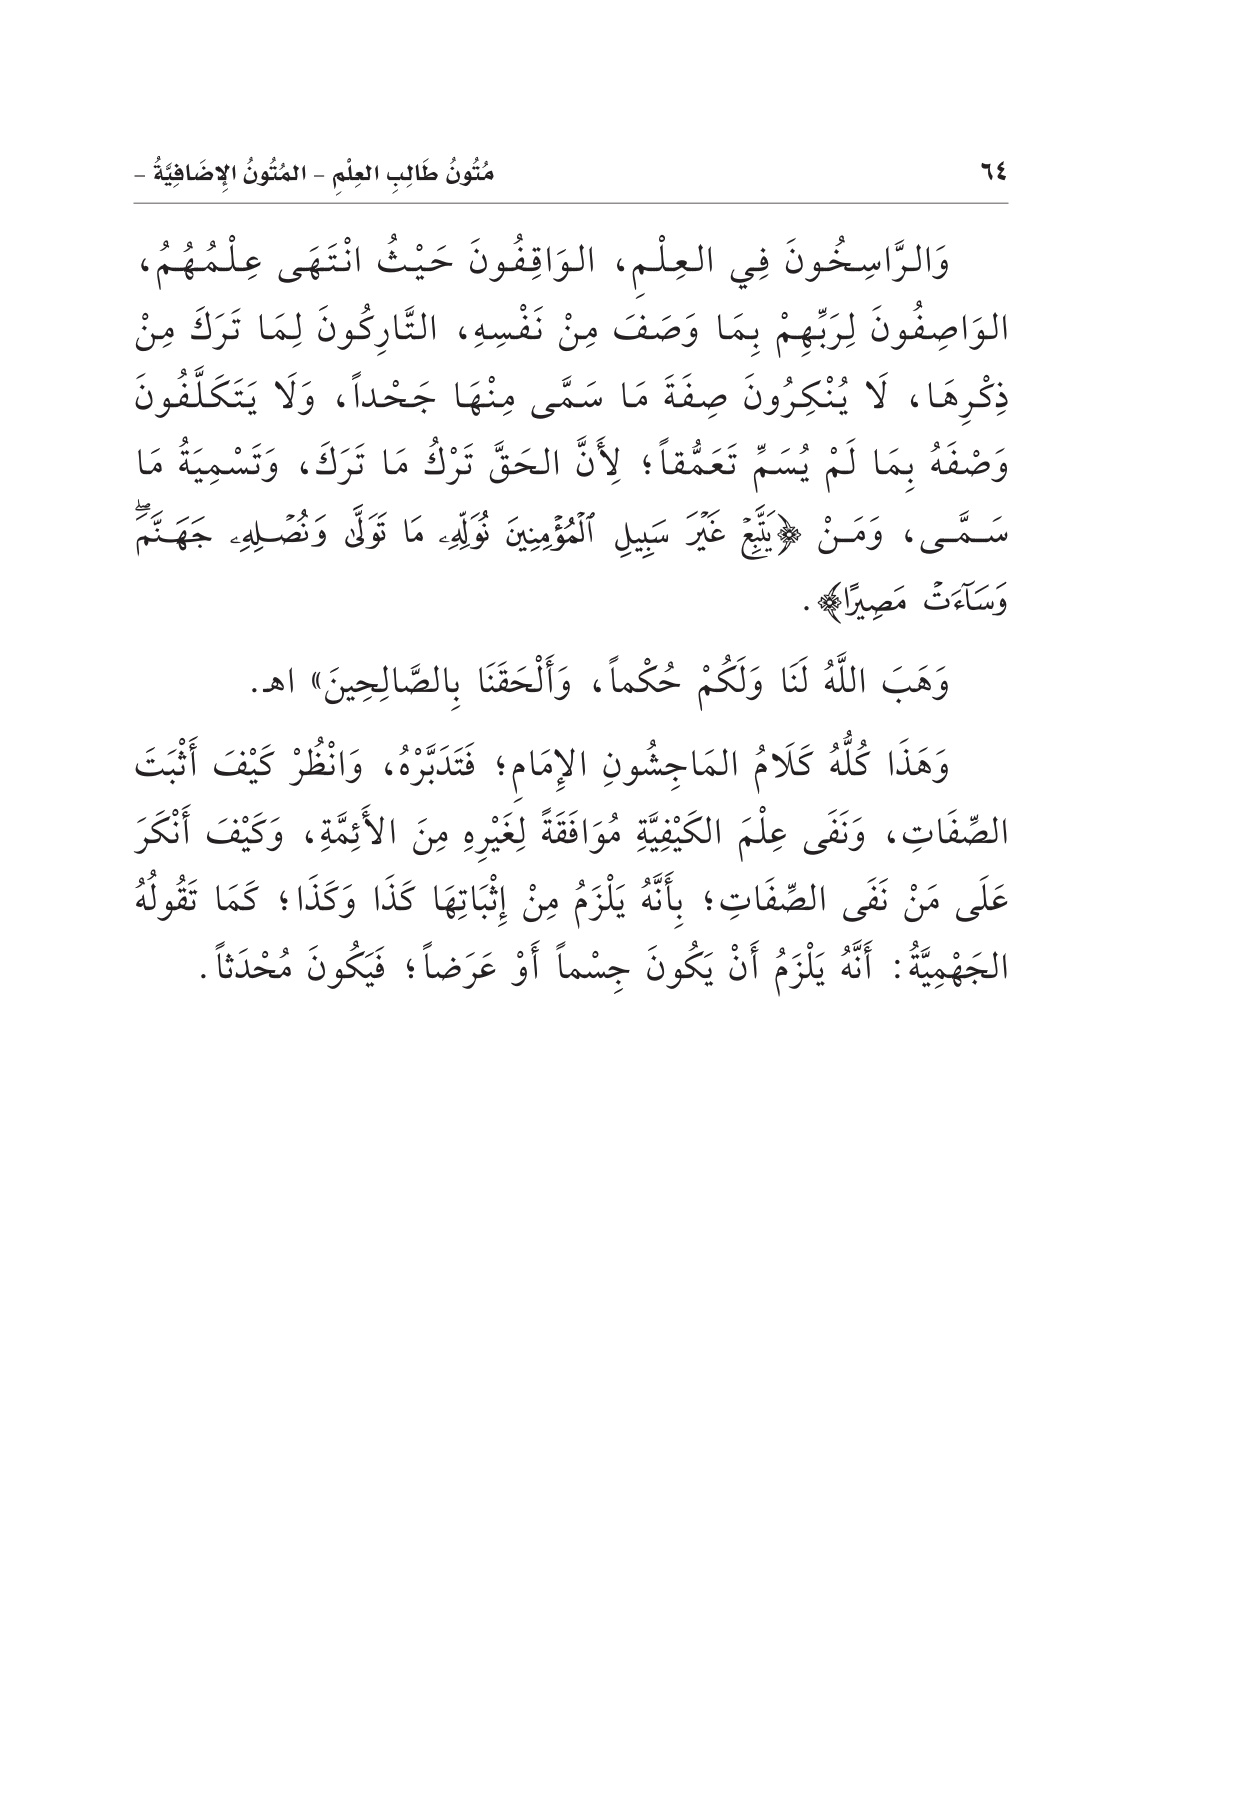 ٦٤ مُتُونُ طَالِبِ العِلْمِ – المُتُونُ الإِضَافِيَّةُ –
وَالرَّاسِخُونَ فِي العِلْمِ، الوَاقِفُونَ حَيْثُ انْتَهَى عِلْمُهُمُ،
الوَاصِفُونَ لِرَبِّهِمْ بِمَا وَصَفَ مِنْ نَفْسِهِ، التَّارِكُونَ لِمَا تَرَكَ مِنْ
ذِكْرِهَا، لَا يُنْكِرُونَ صِفَةَ مَا سَمَّى مِنْهَا جَحْداً، وَلَا يَتَكَلَّفُونَ
وَصْفَهُ بِمَا لَمْ يُسَمِّ تَعَمُّقاً؛ لِأَنَّ الحَقَّ تَرْكُ مَا تَرَكَ، وَتَسْمِيَةُ مَا
سَمَّى، وَمَنْ ﴿يَتَّبِعۡ غَيۡرَ سَبِيلِ ٱلۡمُؤۡمِنِينَ نُوَلِّهِۦ مَا تَوَلَّىٰ وَنُصۡلِهِۦ جَهَنَّمَۖ
وَسَآءَتۡ مَصِيرًا﴾.
وَهَبَ اللَّهُ لَنَا وَلَكُمْ حُكْماً، وَأَلْحَقَنَا بِالصَّالِحِينَ» اهـ.
وَهَذَا كُلُّهُ كَلَامُ المَاجِشُونِ الإِمَامِ؛ فَتَدَبَّرْهُ، وَانْظُرْ كَيْفَ أَثْبَتَ
الصِّفَاتِ، وَنَفَى عِلْمَ الكَيْفِيَّةِ مُوَافَقَةً لِغَيْرِهِ مِنَ الأَئِمَّةِ، وَكَيْفَ أَنْكَرَ
عَلَى مَنْ نَفَى الصِّفَاتِ؛ بِأَنَّهُ يَلْزَمُ مِنْ إِثْبَاتِهَا كَذَا وَكَذَا؛ كَمَا تَقُولُهُ
الجَهْمِيَّةُ: أَنَّهُ يَلْزَمُ أَنْ يَكُونَ جِسْماً أَوْ عَرَضاً؛ فَيَكُونَ مُحْدَثاً.